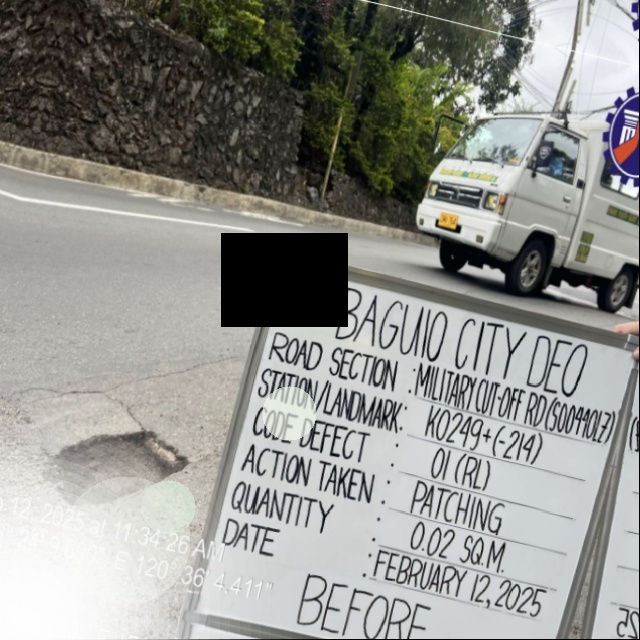 BAGUIO CITY DEO
ROAD SECTION : MILITARY CUT-OFF RD (S00440LZ)
STATION/LANDMARK: K0249+(-214)
CODE DEFECT : 01 (RL)
ACTION TAKEN : PATCHING
QUANTITY : 0.02 SQ.M.
DATE : FEBRUARY 12, 2025
BEFORE
12, 2025 at 11:34:26 AM
E 120° 36' 4.411"